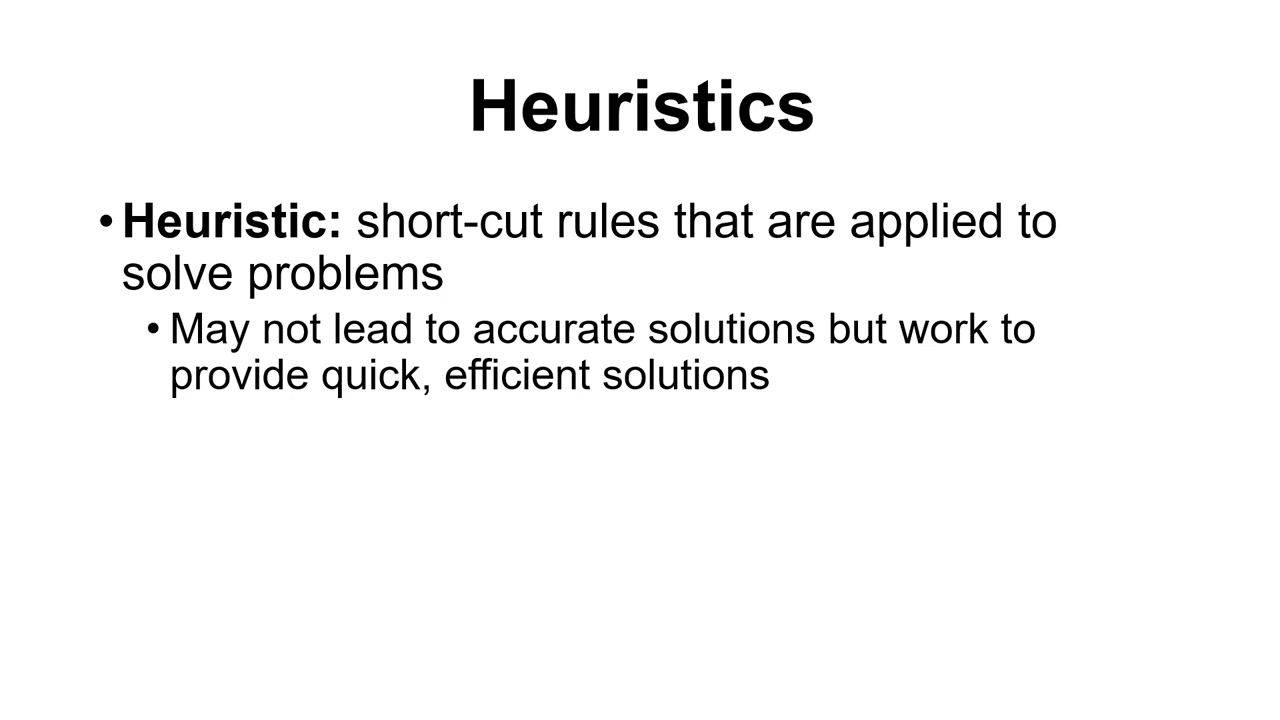 Heuristics
•Heuristic: short-cut rules that are applied to
solve problems
•May not lead to accurate solutions but work to
provide quick, efficient solutions